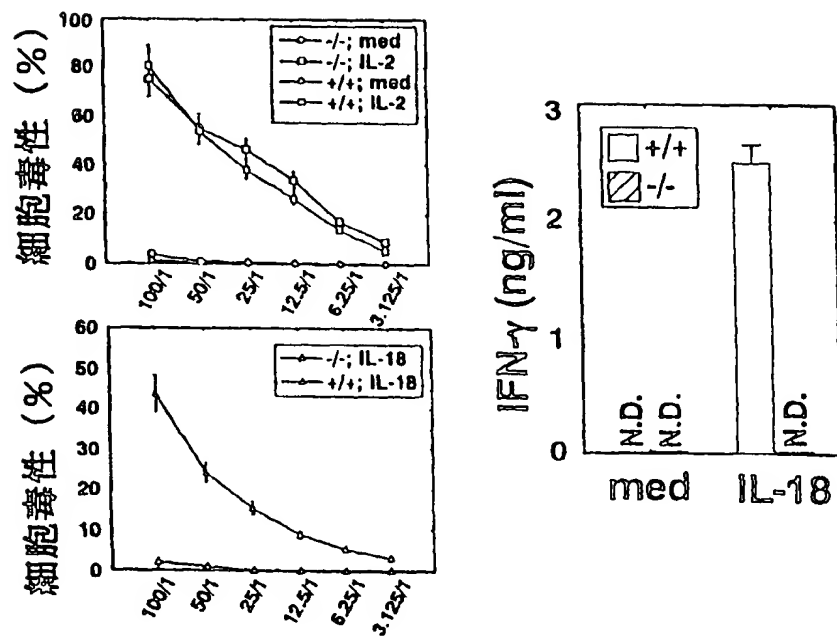 細胞毒性 (%)
100
80
60
40
20
0
-/-; med
-/-; IL-2
+/+; med
+/+; IL-2
100/1
50/1
25/1
12.5/1
6.25/1
3.125/1
細胞毒性 (%)
60
50
40
30
20
10
0
-/-; IL-18
+/+; IL-18
100/1
50/1
25/1
12.5/1
6.25/1
3.125/1
IFN-γ (ng/ml)
3
2
1
0
+/+
-/-
N.D.
N.D.
N.D.
med
IL-18